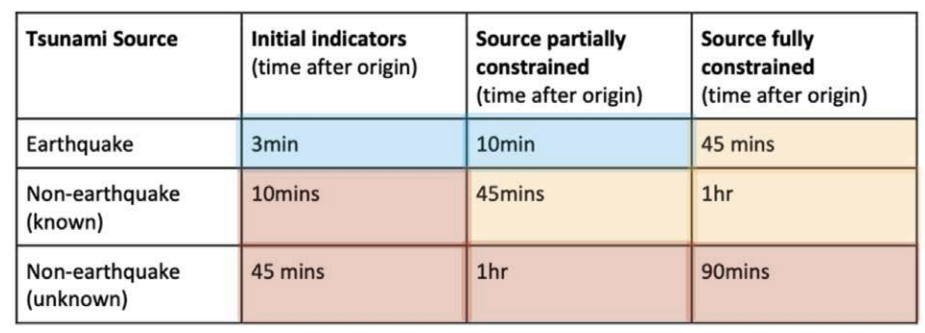 Tsunami Source
Initial indicators
(time after origin)
Source partially
constrained
(time after origin)
Source fully
constrained
(time after origin)
Earthquake
3min
10min
45 mins
Non-earthquake
(known)
10mins
45mins
1hr
Non-earthquake
(unknown)
45 mins
1hr
90mins